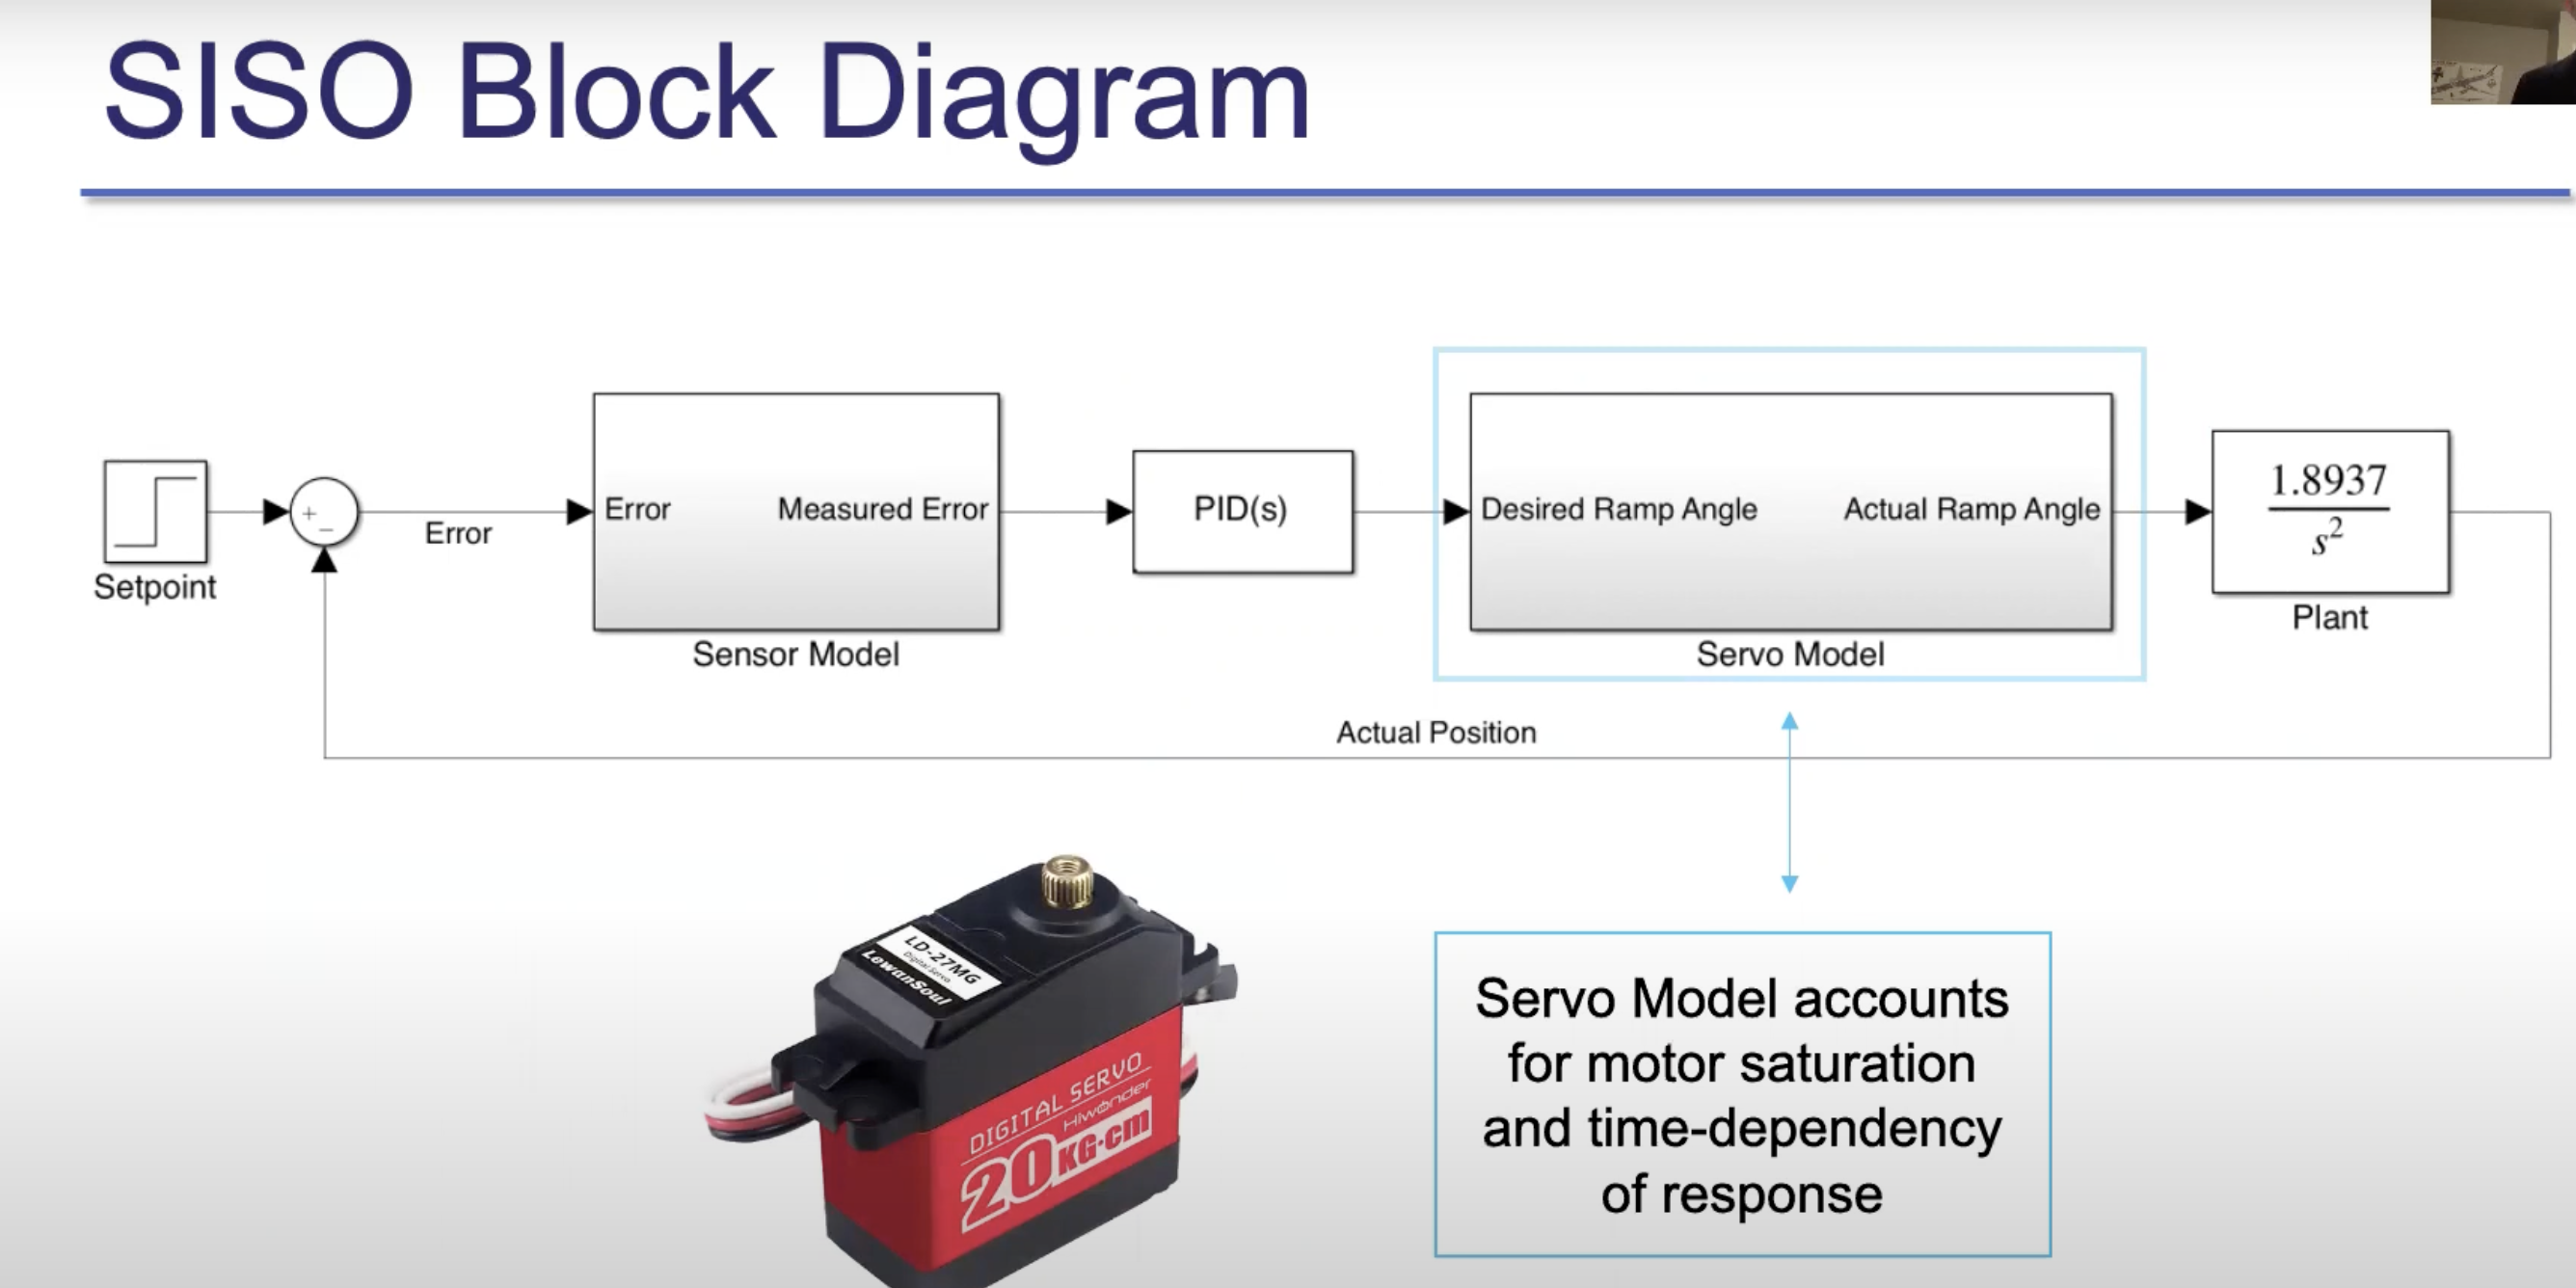 SISO Block Diagram
Setpoint
+
−
Error
Error Measured Error
Sensor Model
PID(s)
Desired Ramp Angle Actual Ramp Angle
Servo Model
1.8937
s²
Plant
Actual Position
LD-27MG
Digital Servo
LewanSoul
DIGITAL SERVO
Hiwonder
20KG·cm
Servo Model accounts
for motor saturation
and time-dependency
of response